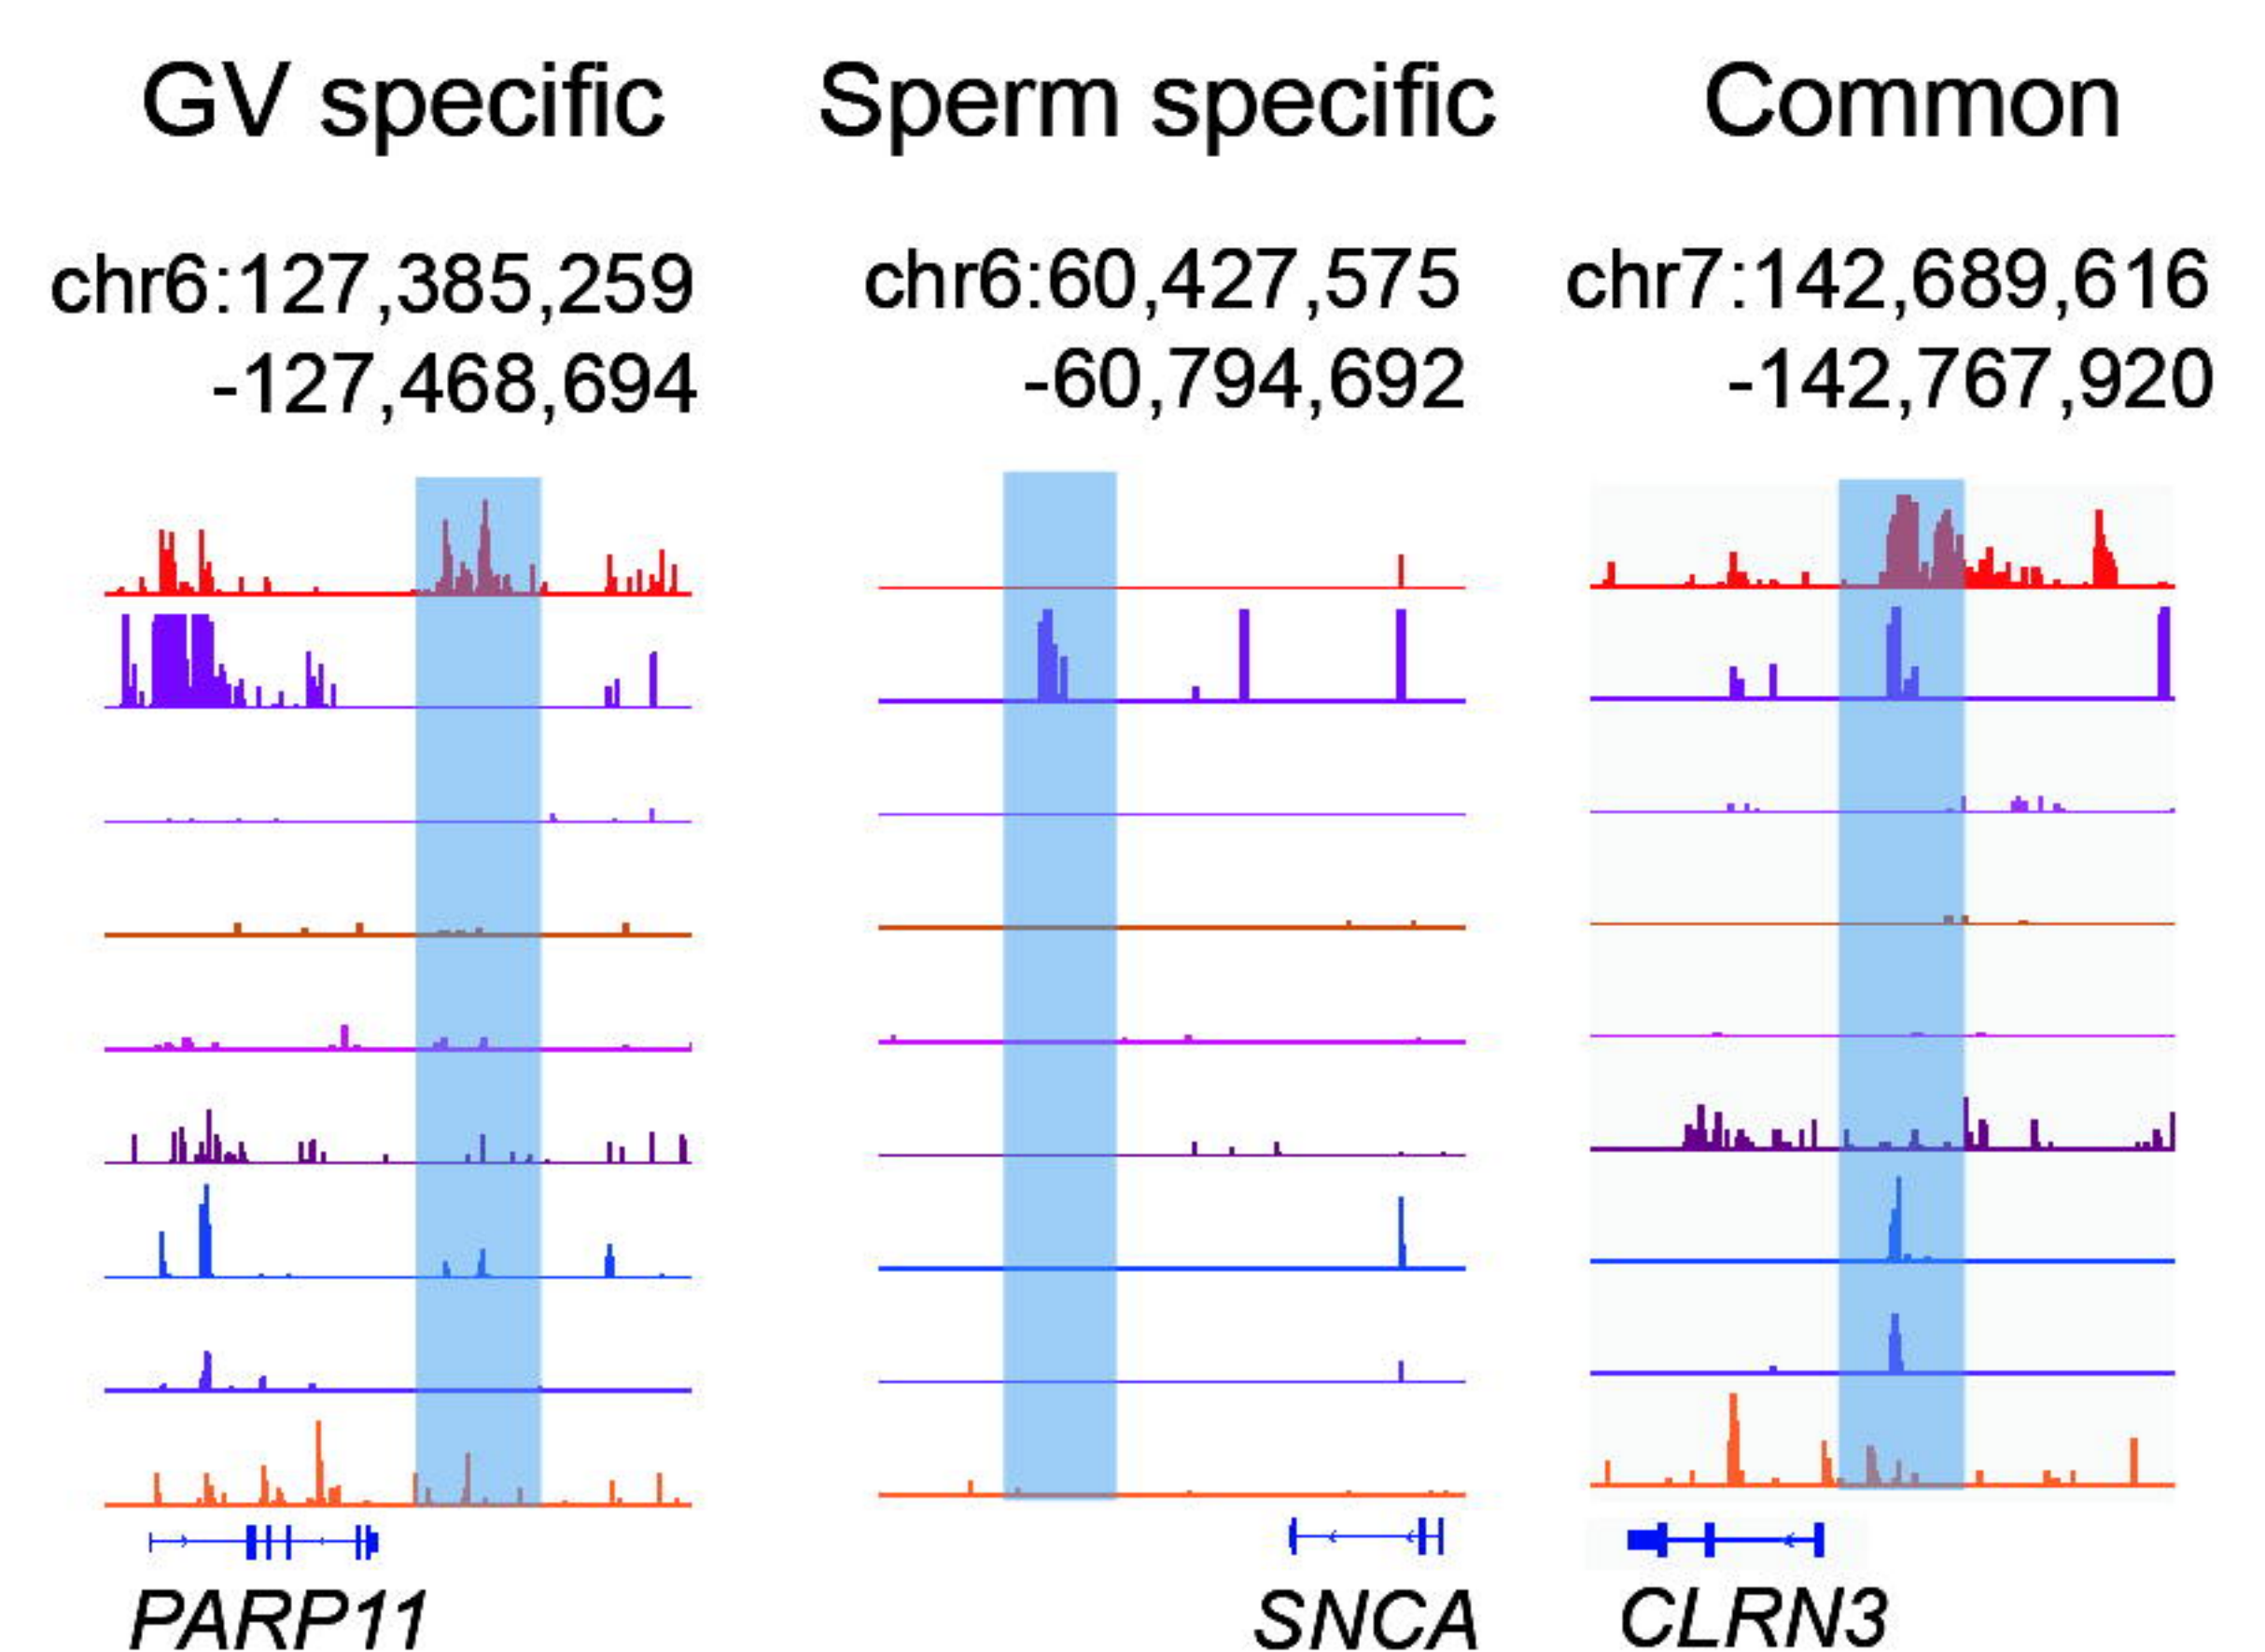 GV specific
Sperm specific
Common
chr6:127,385,259
-127,468,694
chr6:60,427,575
-60,794,692
chr7:142,689,616
-142,767,920
PARP11
SNCA
CLRN3